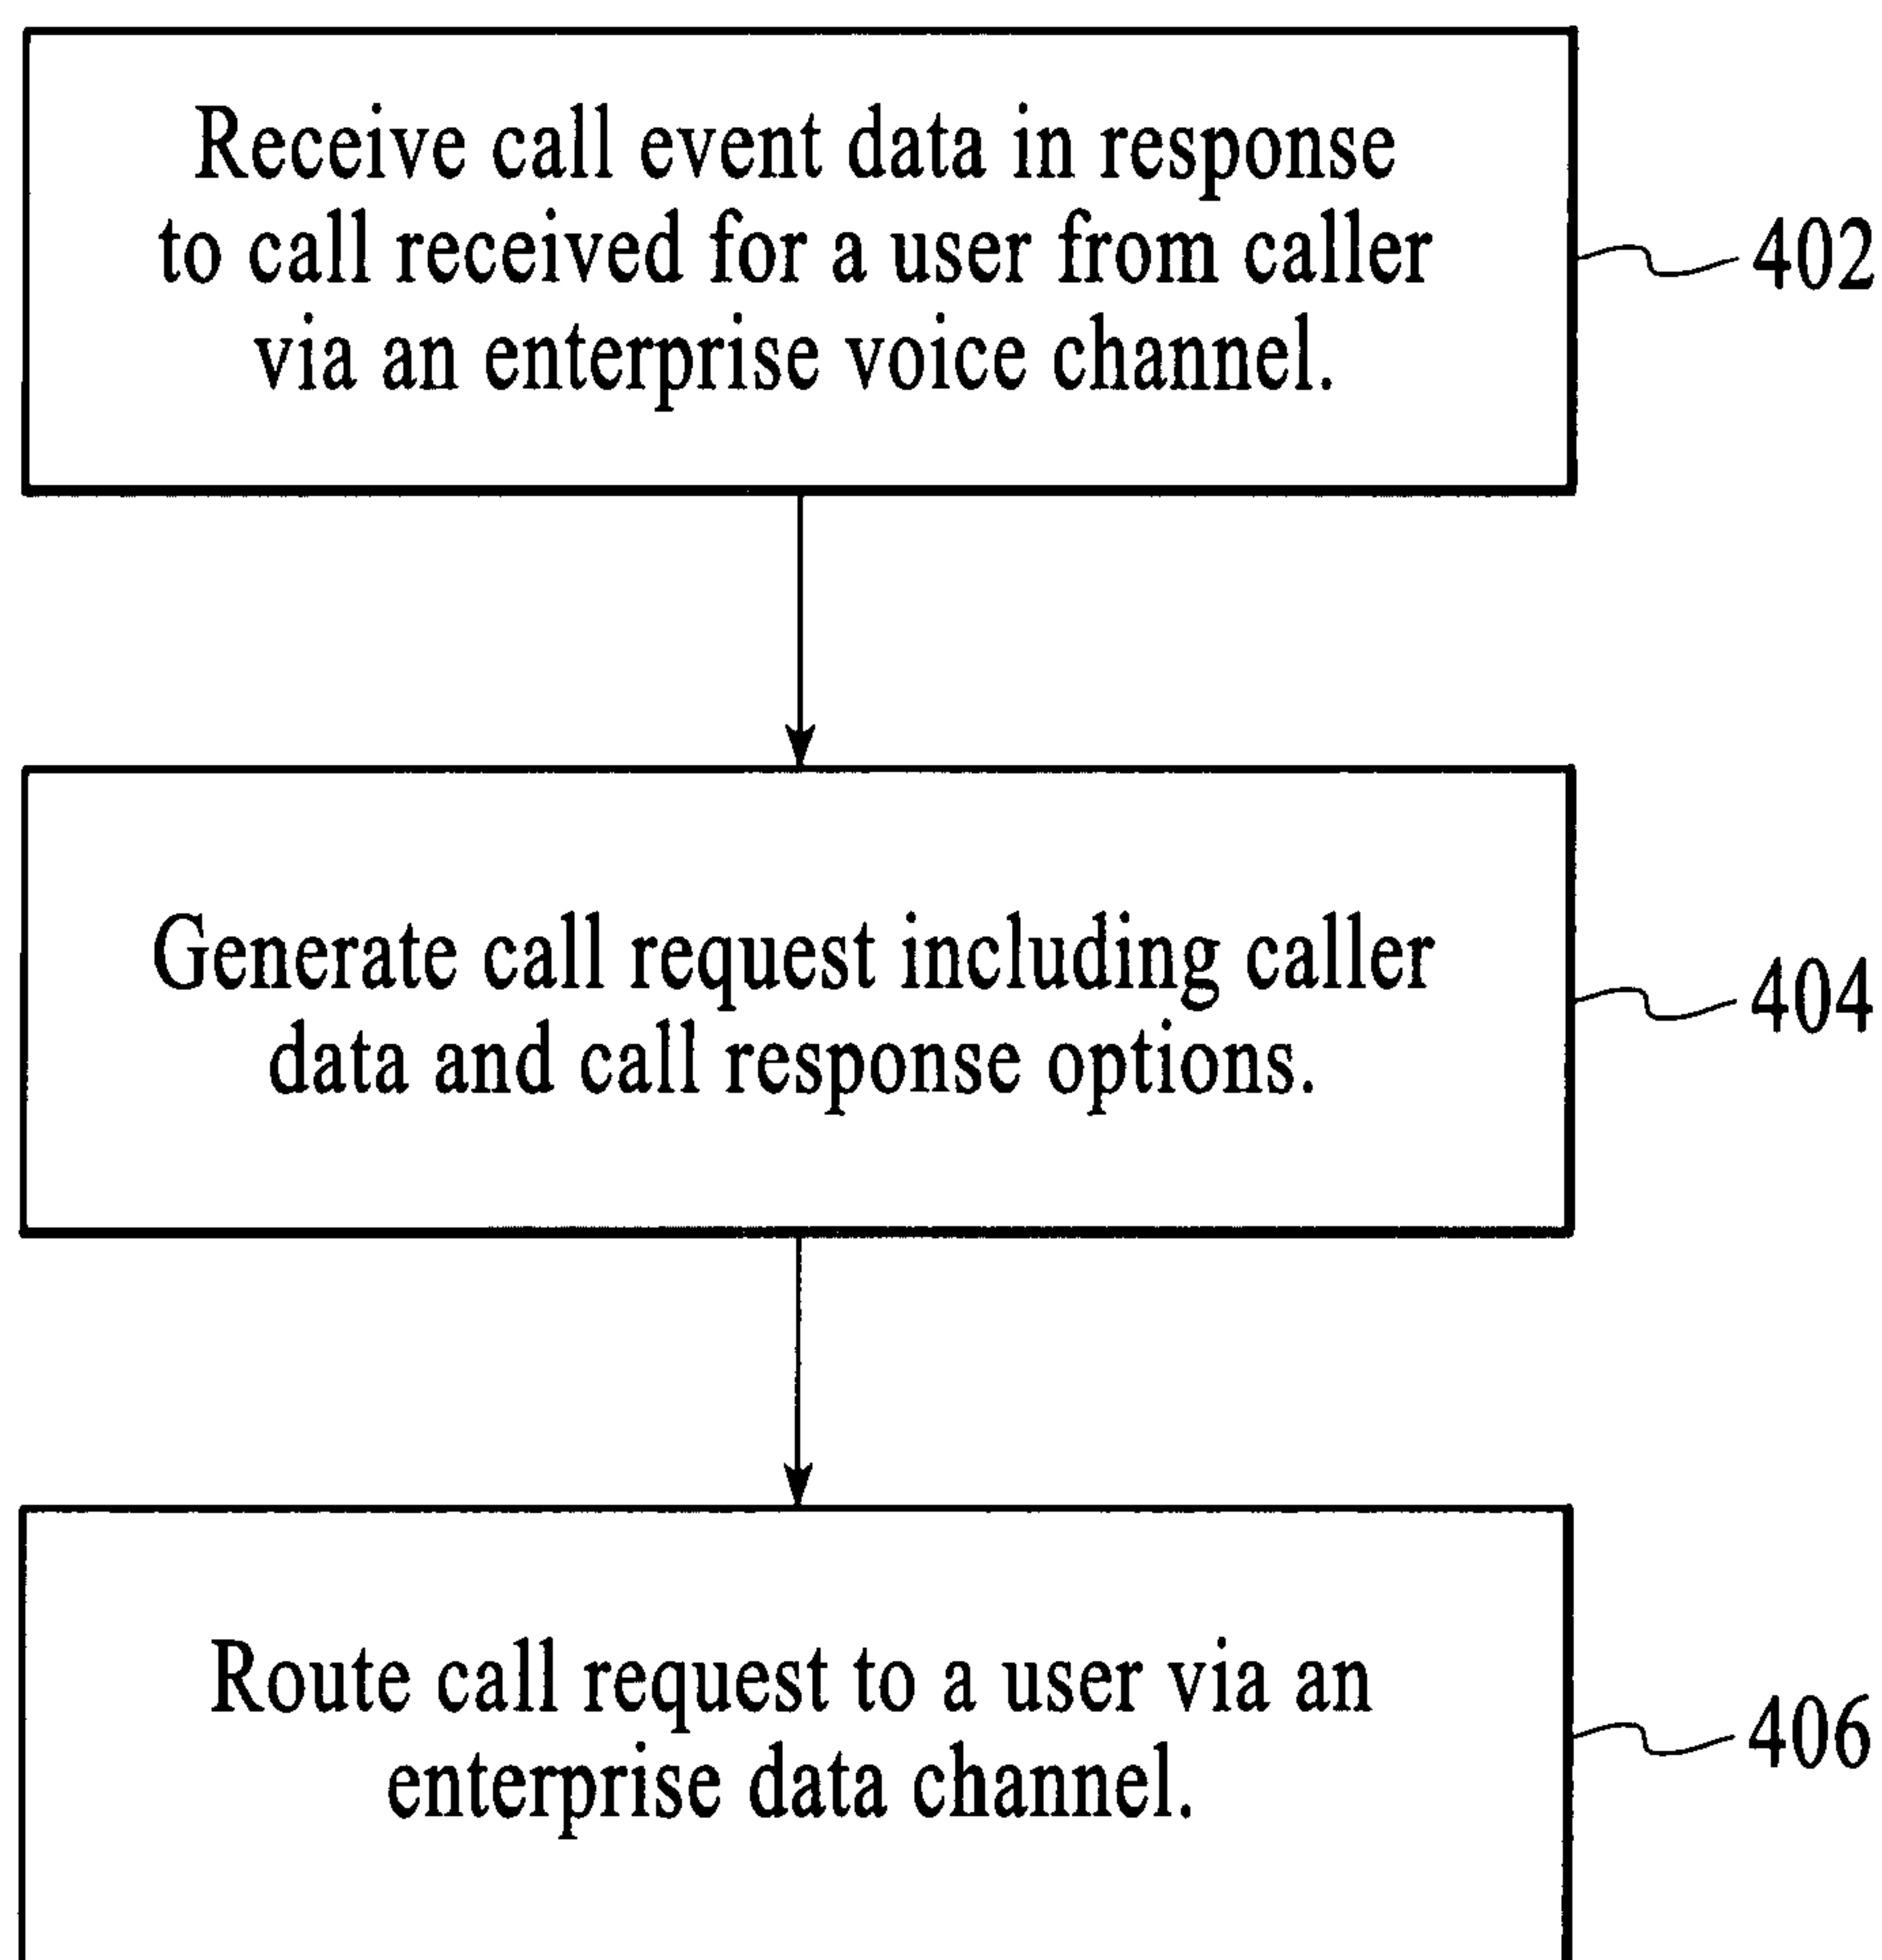 Receive call event data in response
to call received for a user from caller
via an enterprise voice channel.
402
Generate call request including caller
data and call response options.
404
Route call request to a user via an
enterprise data channel.
406